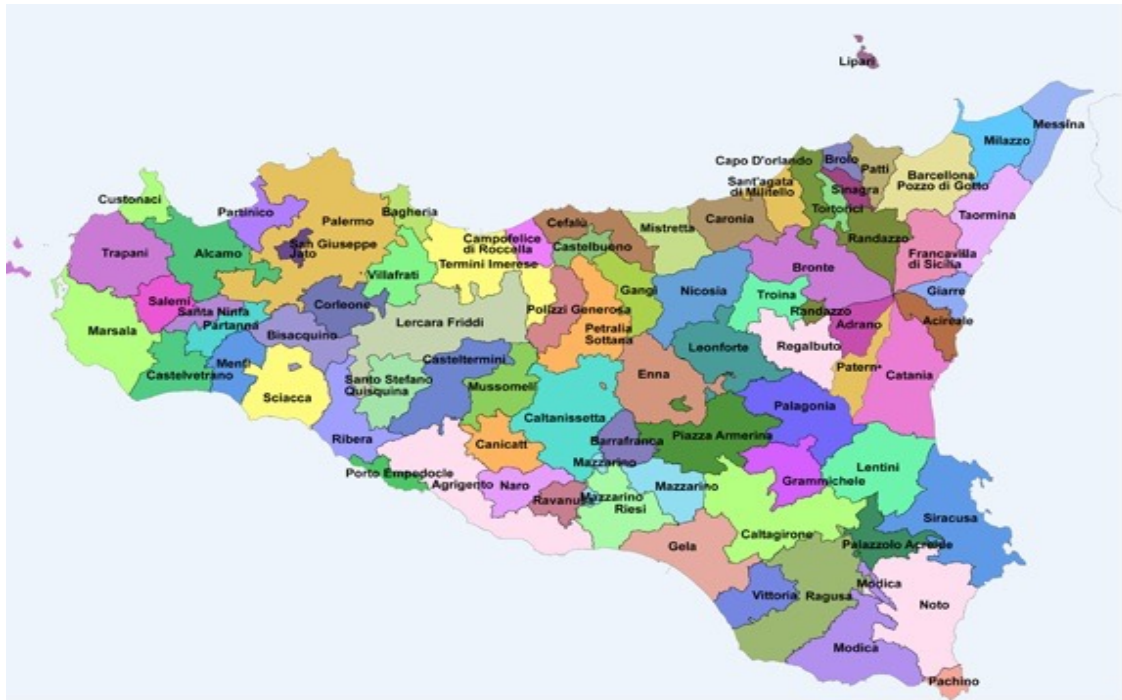 Lipari
Messina
Milazzo
Capo D'orlando
Brolo
Patti
Barcellona
Pozzo di Gotto
Sant'agata
di Militello
Sinagra
Tortorici
Custonaci
Partinico
Palermo
Bagheria
Cefalù
Caronia
Taormina
Mistretta
Trapani
Alcamo
San Giuseppe
Jato
Campofelice
di Roccella
Castelbueno
Randazzo
Francavilla
di Sicilia
Termini Imerese
Villafrati
Bronte
Salemi
Santa Ninfa
Corleone
Gangi
Nicosia
Troina
Giarre
Marsala
Partanna
Bisacquino
Lercara Friddi
Polizzi Generosa
Randazzo
Adrano
Acireale
Petralia
Sottana
Leonforte
Regalbuto
Menfi
Castelvetrano
Casteltermini
Enna
Patern
Catania
Santo Stefano
Quisquina
Mussomeli
Sciacca
Caltanissetta
Palagonia
Ribera
Canicatt
Barrafranca
Piazza Armerina
Mazzarino
Lentini
Porto Empedocle
Agrigento
Naro
Mazzarino
Grammichele
Ravanusa
Mazzarino
Riesi
Siracusa
Caltagirone
Gela
Palazzolo Acreide
Modica
Vittoria
Ragusa
Noto
Modica
Pachino